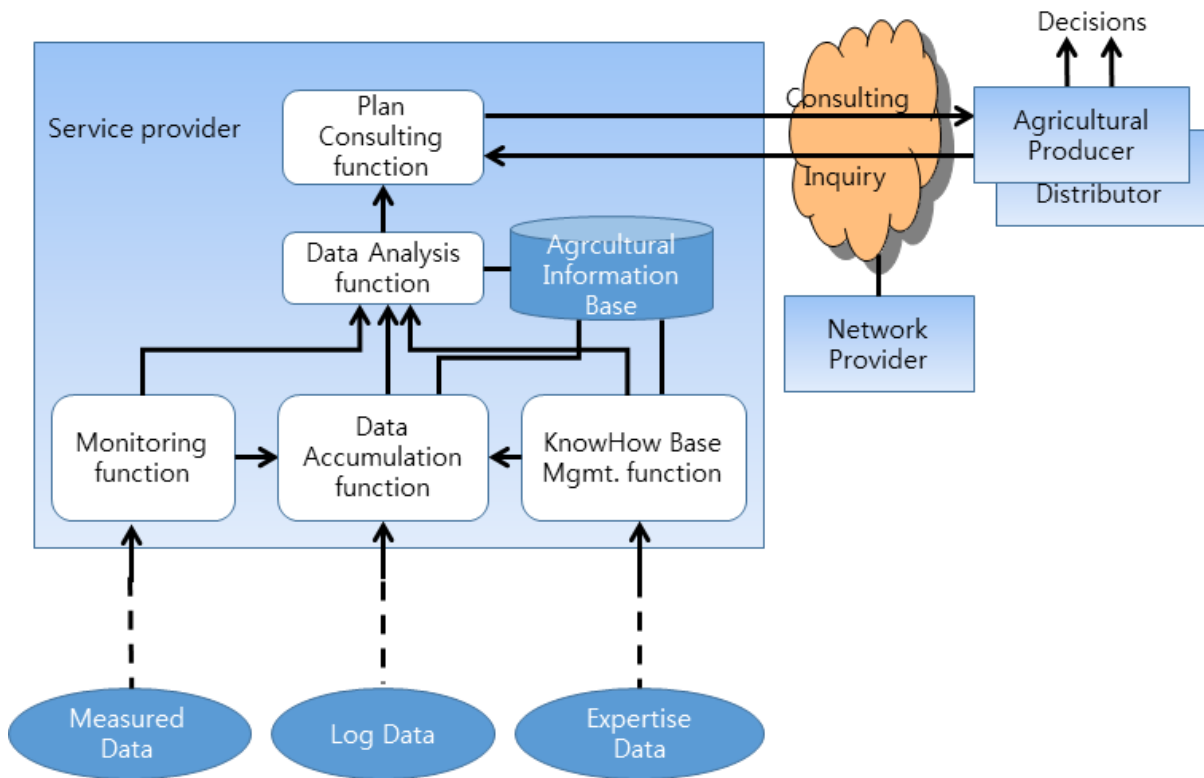 Decisions
Service provider
Plan
Consulting
function
Consulting
Inquiry
Agricultural
Producer
Distributor
Data Analysis
function
Agrcultural
Information
Base
Network
Provider
Monitoring
function
Data
Accumulation
function
KnowHow Base
Mgmt. function
Measured
Data
Log Data
Expertise
Data